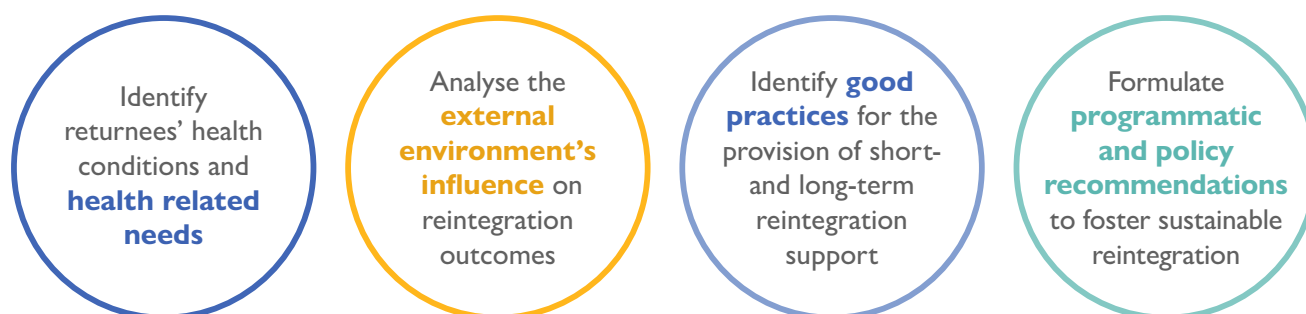 Identify
returnees’ health
conditions and
health related
needs
Analyse the
external
environment’s
influence on
reintegration
outcomes
Identify good
practices for the
provision of short-
and long-term
reintegration
support
Formulate
programmatic
and policy
recommendations
to foster sustainable
reintegration